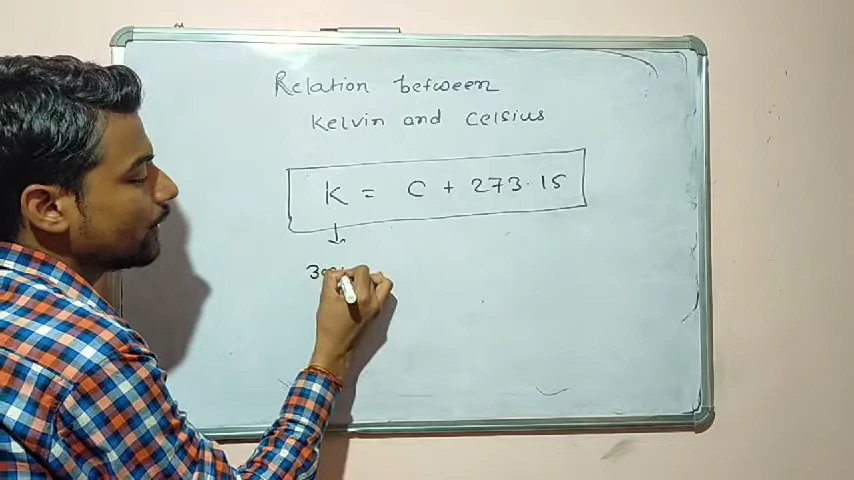 Relation between
Kelvin and Celsius
K = C + 273.15